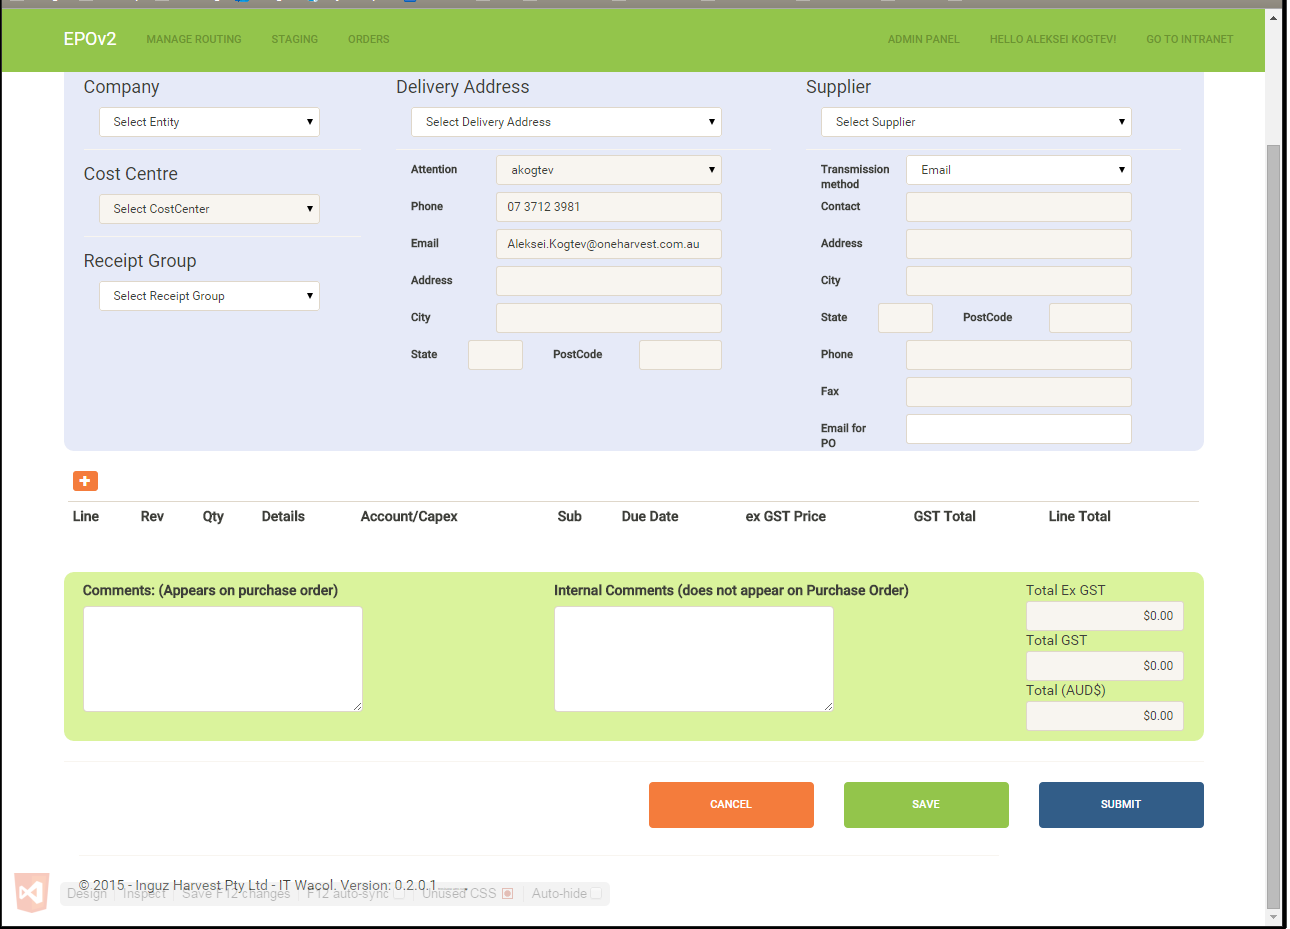 EPOv2 MANAGE ROUTING STAGING ORDERS ADMIN PANEL HELLO ALEKSEI KOGTEV! GO TO INTRANET
Company
Select Entity
Cost Centre
Select CostCenter
Receipt Group
Select Receipt Group
Delivery Address
Select Delivery Address
Attention akogtev
Phone 07 3712 3981
Email Aleksei.Kogtev@oneharvest.com.au
Address
City
State PostCode
Supplier
Select Supplier
Transmission
method
Email
Contact
Address
City
State PostCode
Phone
Fax
Email for
PO
Line Rev Qty Details Account/Capex Sub Due Date ex GST Price GST Total Line Total
Comments: (Appears on purchase order)
Internal Comments (does not appear on Purchase Order)
Total Ex GST
$0.00
Total GST
$0.00
Total (AUD$)
$0.00
CANCEL SAVE SUBMIT
© 2015 - Inguz Harvest Pty Ltd - IT Wacol. Version: 0.2.0.1
Design Inspect Save F12 changes F12 auto-sync Unused CSS Auto-hide